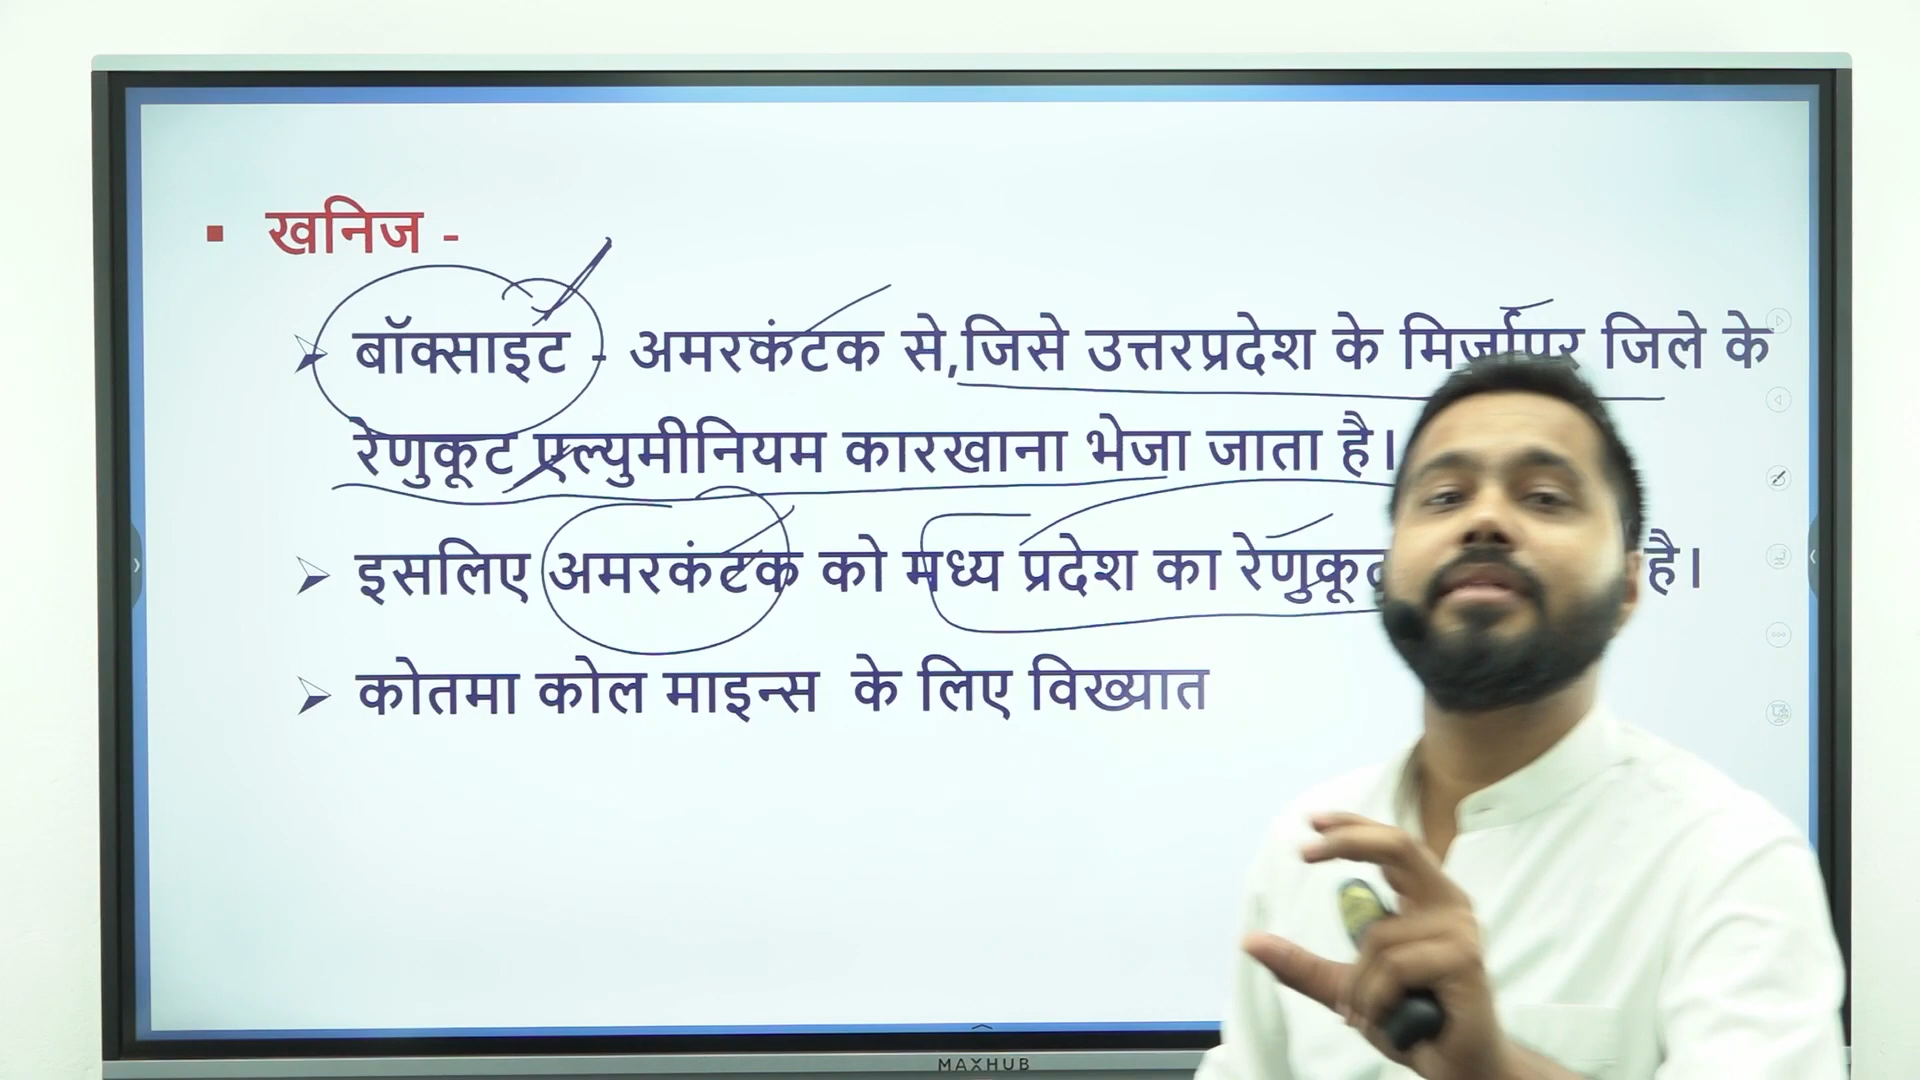 खनिज -
बॉक्साइट - अमरकंटक से,जिसे उत्तरप्रदेश के मिर्जापुर जिले के
रेणुकूट एल्युमीनियम कारखाना भेजा जाता है।
इसलिए अमरकंटक को मध्य प्रदेश का रेणुकूट है।
कोतमा कोल माइन्स के लिए विख्यात
MAXHUB